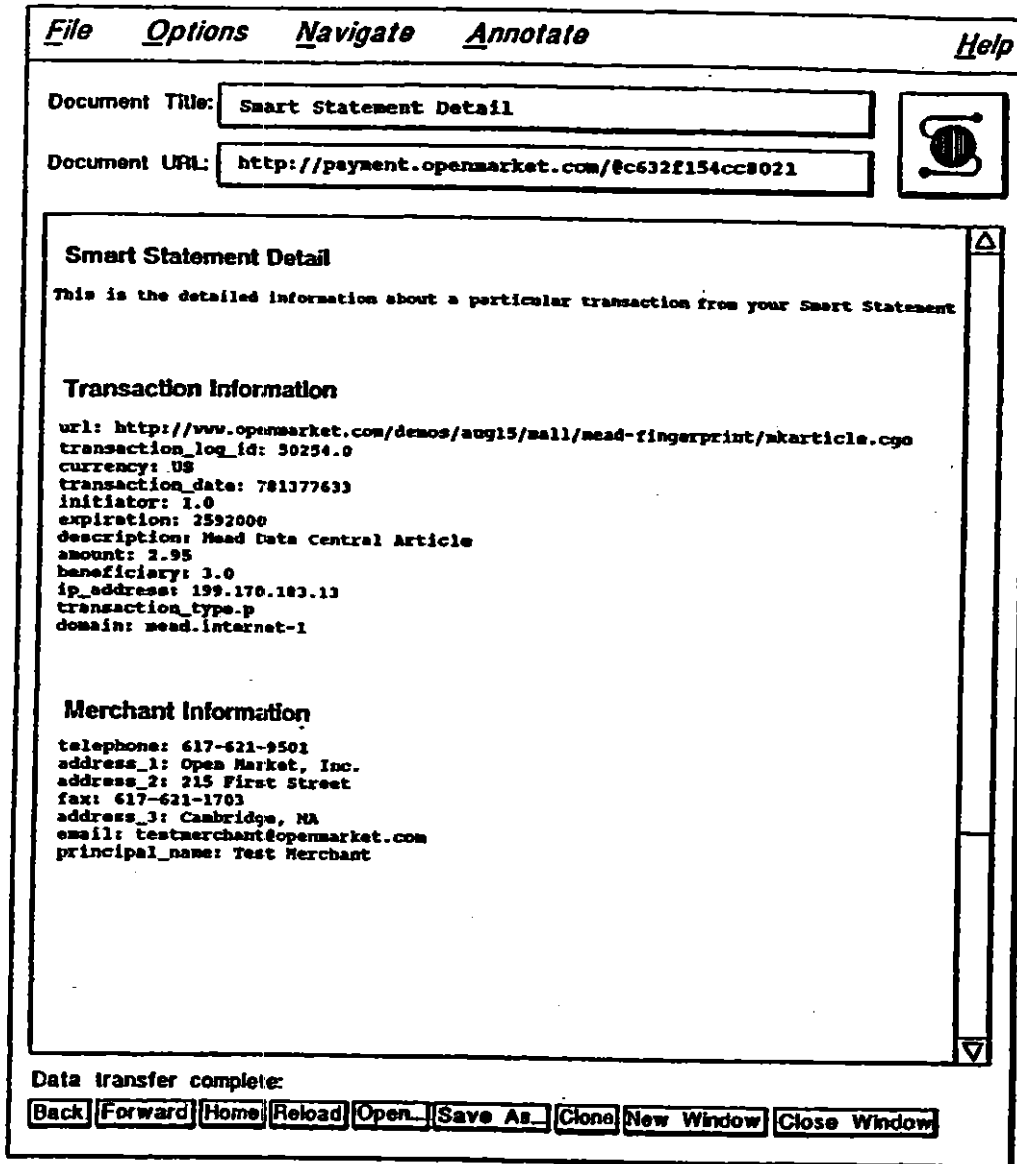 File Options Navigate Annotate Help
Document Title: Smart Statement Detail
Document URL: http://payment.openmarket.com/@c632f154cc8021
Smart Statement Detail
This is the detailed information about a particular transaction from your Smart Statement
Transaction Information
url: http://www.openmarket.com/demos/aug15/mall/mead-fingerprint/mkarticle.cgo
transaction_log_id: 50254.0
currency: US
transaction_date: 781377633
initiator: 1.0
expiration: 2592000
description: Mead Data Central Article
amount: 2.95
beneficiary: 3.0
ip_address: 199.170.183.13
transaction_type.p
domain: mead.internet-1
Merchant Information
telephone: 617-621-9501
address_1: Open Market, Inc.
address_2: 215 First Street
fax: 617-621-1703
address_3: Cambridge, MA
email: testmerchant@openmarket.com
principal_name: Test Merchant
Data transfer complete:
Back Forward Home Reload Open... Save As... Clone New Window Close Window